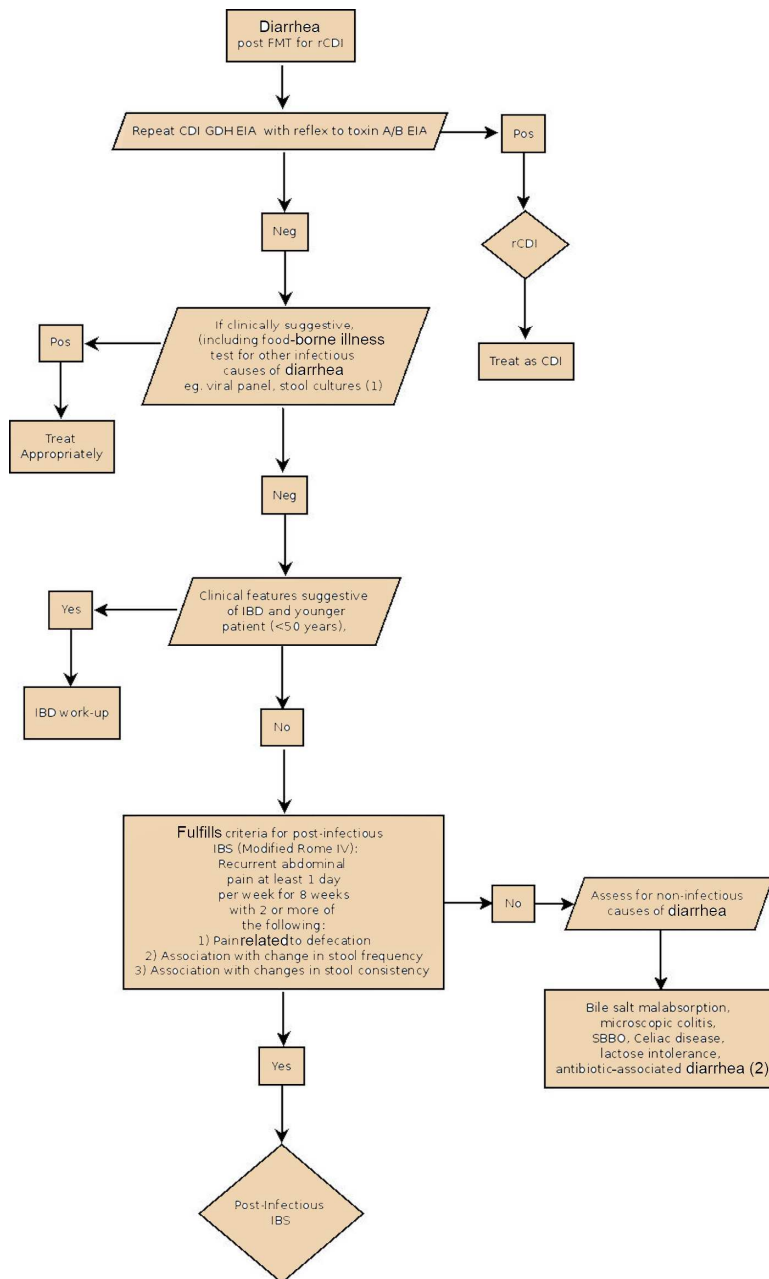 Diarrhea
post FMT for rCDI
Repeat CDI GDH EIA with reflex to toxin A/B EIA
Pos
Neg
rCDI
If clinically suggestive,
(including food-borne illness
test for other infectious
causes of diarrhea
eg. viral panel, stool cultures (1)
Pos
Treat as CDI
Treat
Appropriately
Neg
Clinical features suggestive
of IBD and younger
patient (<50 years),
Yes
IBD work-up
No
Fulfills criteria for post-infectious
IBS (Modified Rome IV):
Recurrent abdominal
pain at least 1 day
per week for 8 weeks
with 2 or more of
the following:
1) Pain related to defecation
2) Association with change in stool frequency
3) Association with changes in stool consistency
No
Assess for non-infectious
causes of diarrhea
Bile salt malabsorption,
microscopic colitis,
SBBO, Celiac disease,
lactose intolerance,
antibiotic-associated diarrhea (2)
Yes
Post-Infectious
IBS